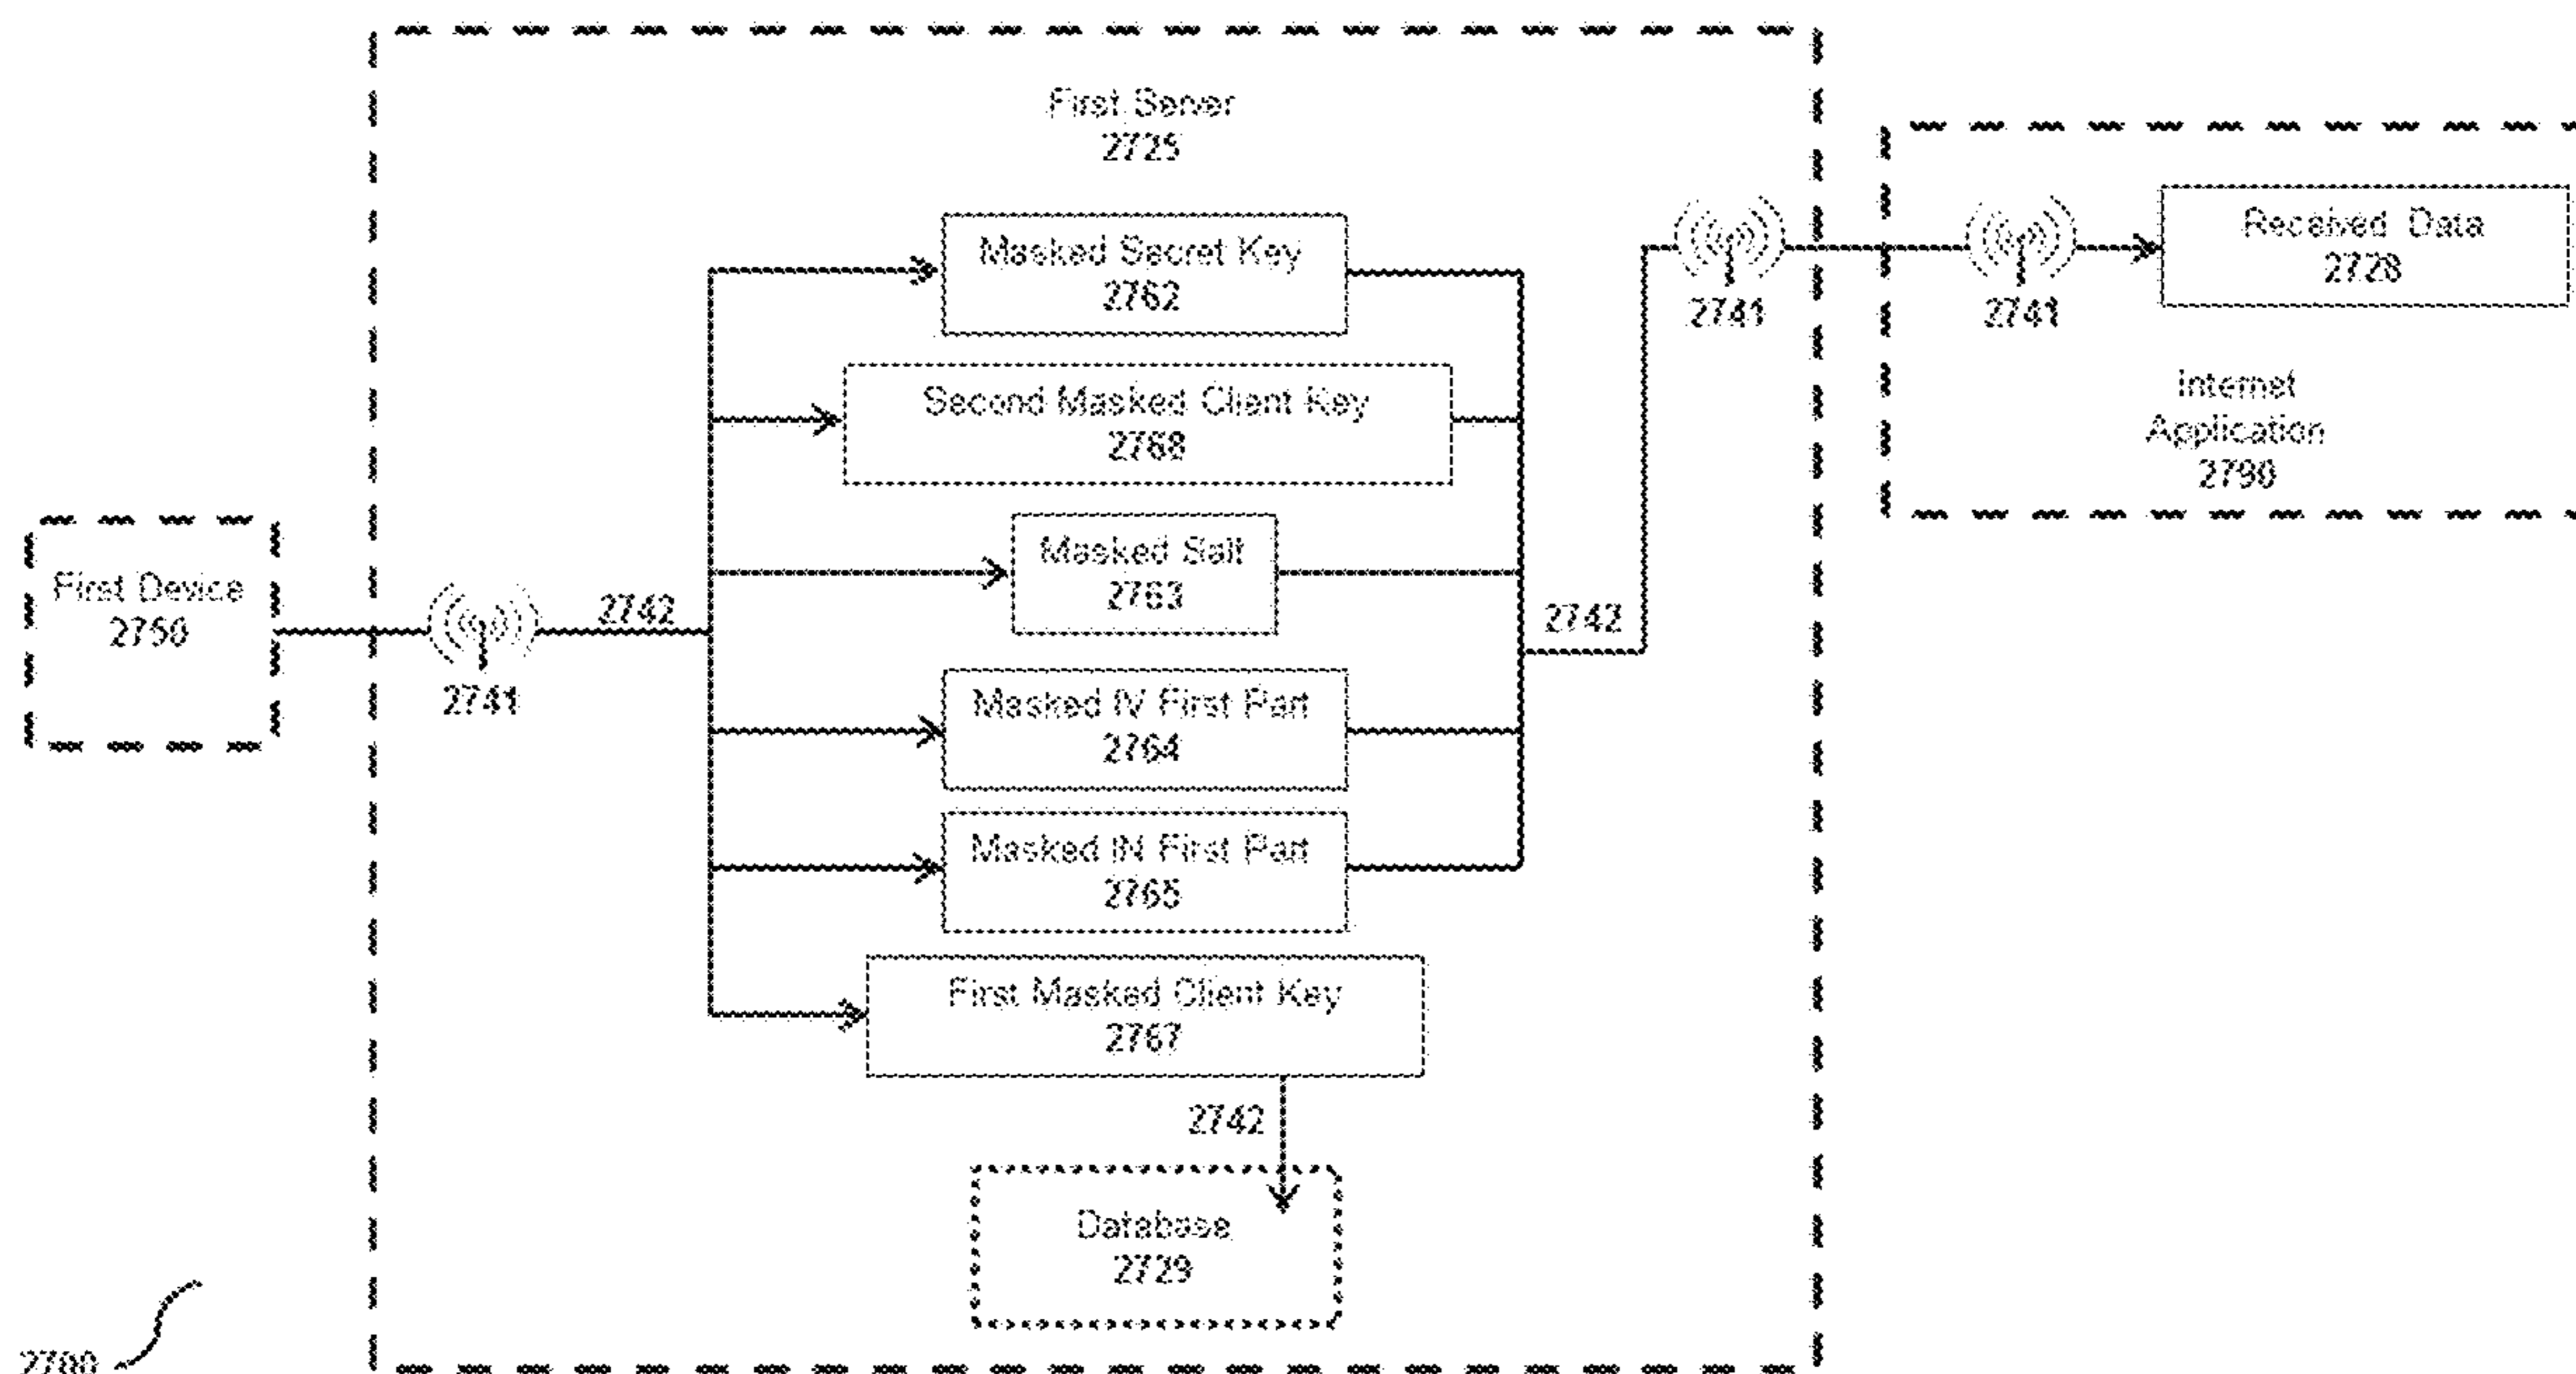 First Server
2725
Masked Secret Key
2762
Received Data
2728
2741
2741
Second Masked Client Key
2768
Internet
Application
2790
Masked Salt
2763
First Device
2750
2742
2742
2741
Masked IV First Part
2764
Masked IN First Part
2765
First Masked Client Key
2767
2742
Database
2729
2700